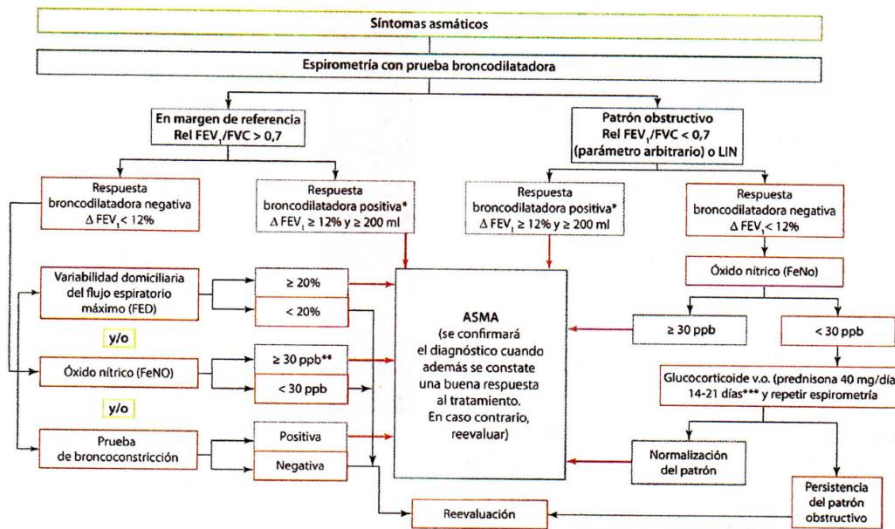 Síntomas asmáticos
Espirometría con prueba broncodilatadora
En margen de referencia
Rel FEV₁/FVC > 0,7
Patrón obstructivo
Rel FEV₁/FVC < 0,7
(parámetro arbitrario) o LIN
Respuesta
broncodilatadora negativa
Δ FEV₁ < 12%
Respuesta
broncodilatadora positiva*
Δ FEV₁ ≥ 12% y ≥ 200 ml
Respuesta
broncodilatadora positiva*
Δ FEV₁ ≥ 12% y ≥ 200 ml
Respuesta
broncodilatadora negativa
Δ FEV₁ < 12%
Variabilidad domiciliaria
del flujo espiratorio
máximo (FED)
≥ 20%
< 20%
y/o
Óxido nítrico (FeNO)
≥ 30 ppb**
< 30 ppb
y/o
Prueba
de broncoconstricción
Positiva
Negativa
ASMA
(se confirmará
el diagnóstico cuando
además se constate
una buena respuesta
al tratamiento.
En caso contrario,
reevaluar)
Óxido nítrico (FeNo)
≥ 30 ppb
< 30 ppb
Glucocorticoide v.o. (prednisona 40 mg/día)
14-21 días*** y repetir espirometría
Normalización
del patrón
Persistencia
del patrón
obstructivo
Reevaluación